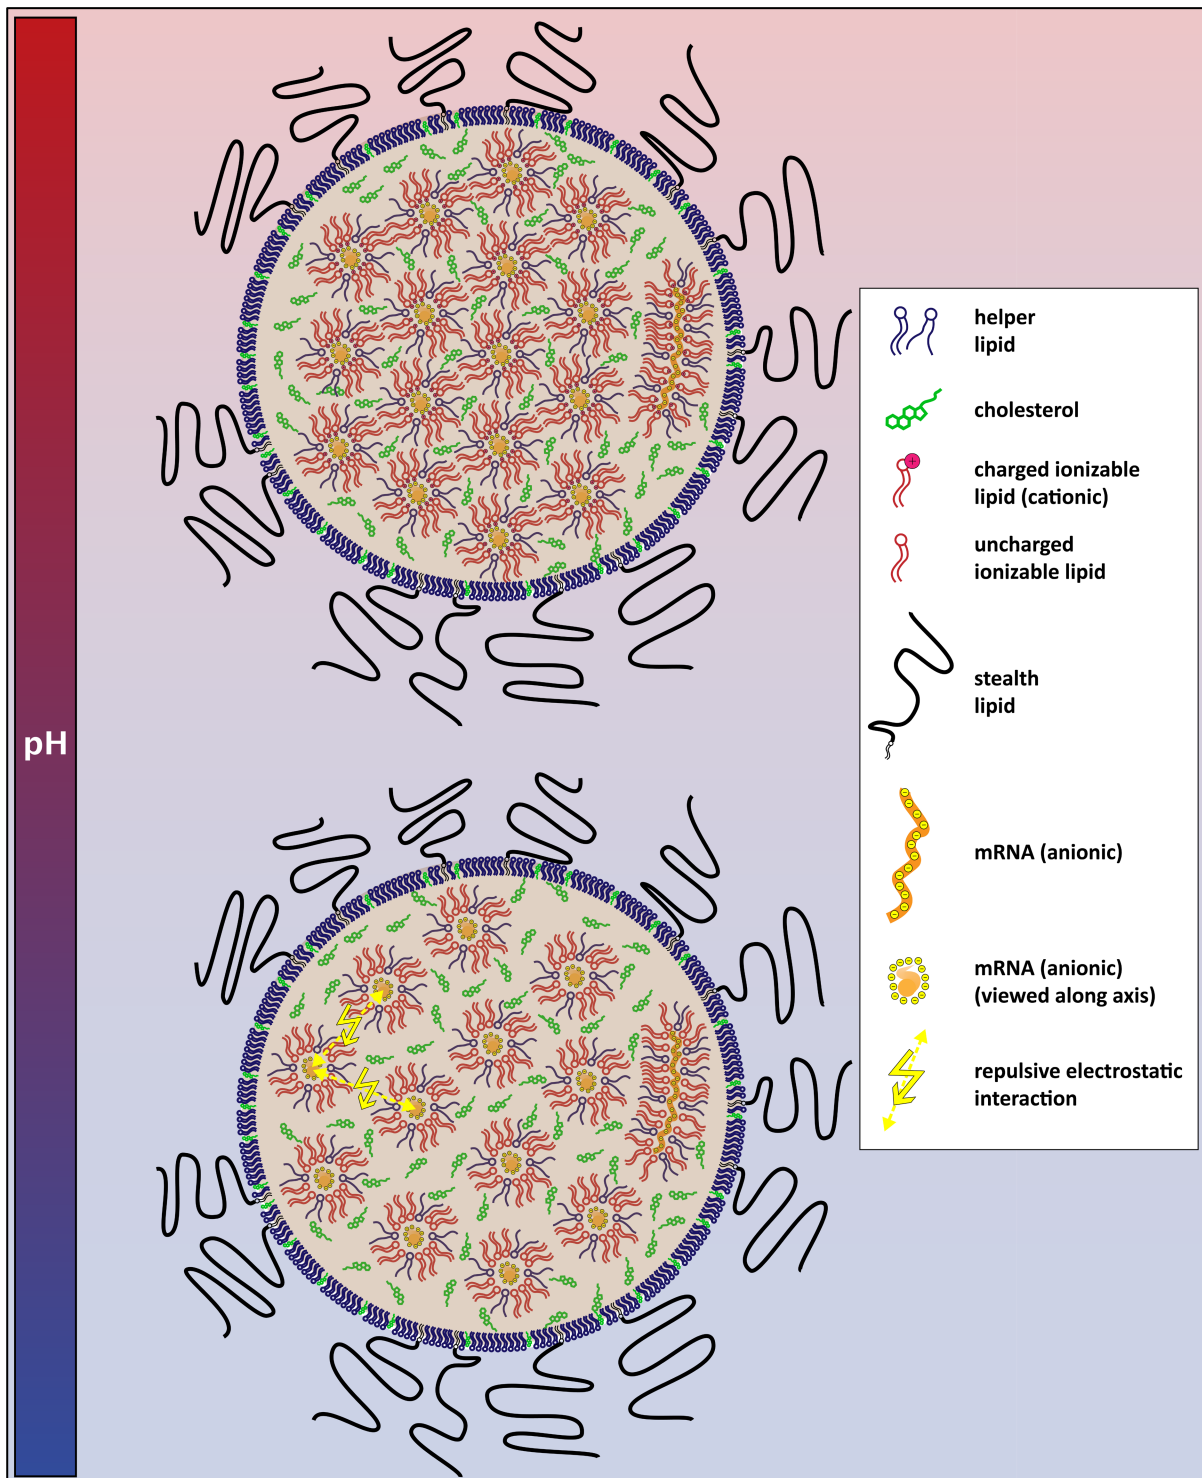 pH
helper
lipid
cholesterol
charged ionizable
lipid (cationic)
uncharged
ionizable lipid
stealth
lipid
mRNA (anionic)
mRNA (anionic)
(viewed along axis)
repulsive electrostatic
interaction